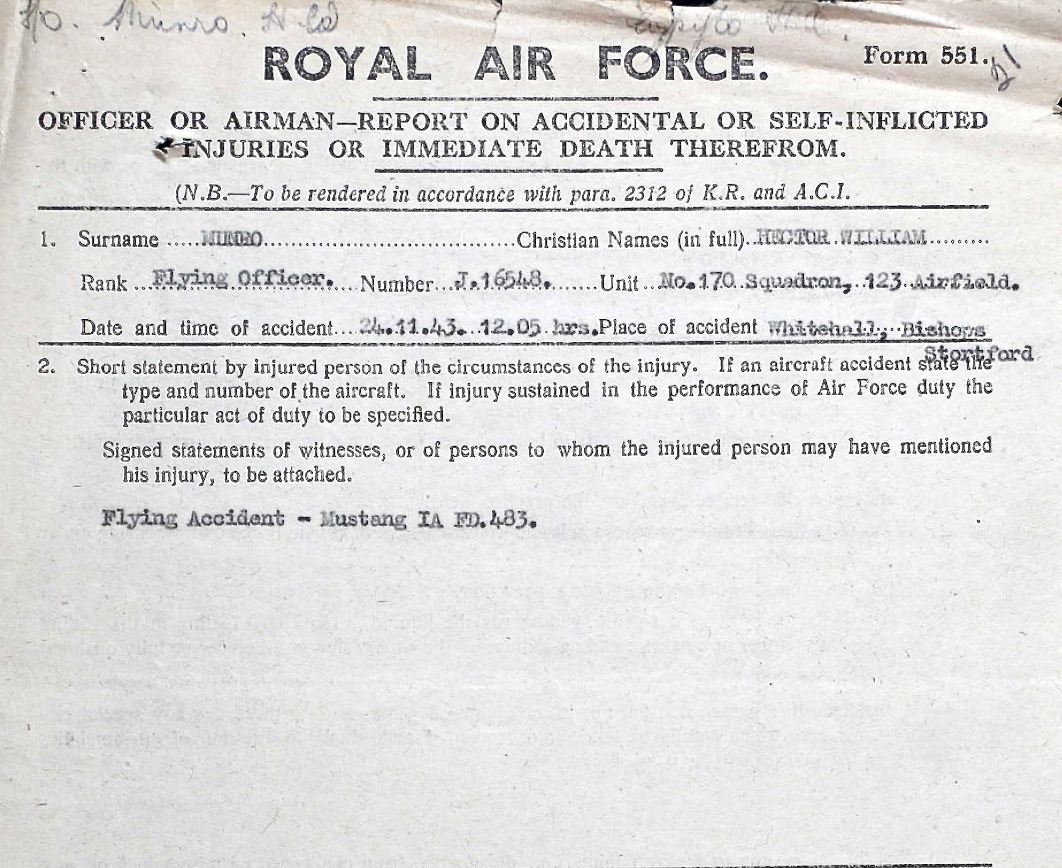 F/O. Munro. H W
ROYAL AIR FORCE.
Form 551.
OFFICER OR AIRMAN—REPORT ON ACCIDENTAL OR SELF-INFLICTED
INJURIES OR IMMEDIATE DEATH THEREFROM.
(N.B.—To be rendered in accordance with para. 2312 of K.R. and A.C.I.
1. Surname ..... MUNRO ..... Christian Names (in full) .. HECTOR WILLIAM ..........
Rank ... Flying Officer. .... Number... J.16548. ....... Unit .. No.170 Squadron, 123 Airfield.
Date and time of accident... 24.11.43. 12.05 hrs. Place of accident Whitehall, Bishops
Stortford
2. Short statement by injured person of the circumstances of the injury. If an aircraft accident state the
type and number of the aircraft. If injury sustained in the performance of Air Force duty the
particular act of duty to be specified.
Signed statements of witnesses, or of persons to whom the injured person may have mentioned
his injury, to be attached.
Flying Accident - Mustang IA FD.483.